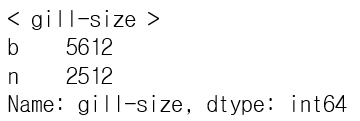 < gill-size >
b    5612
n    2512
Name: gill-size, dtype: int64